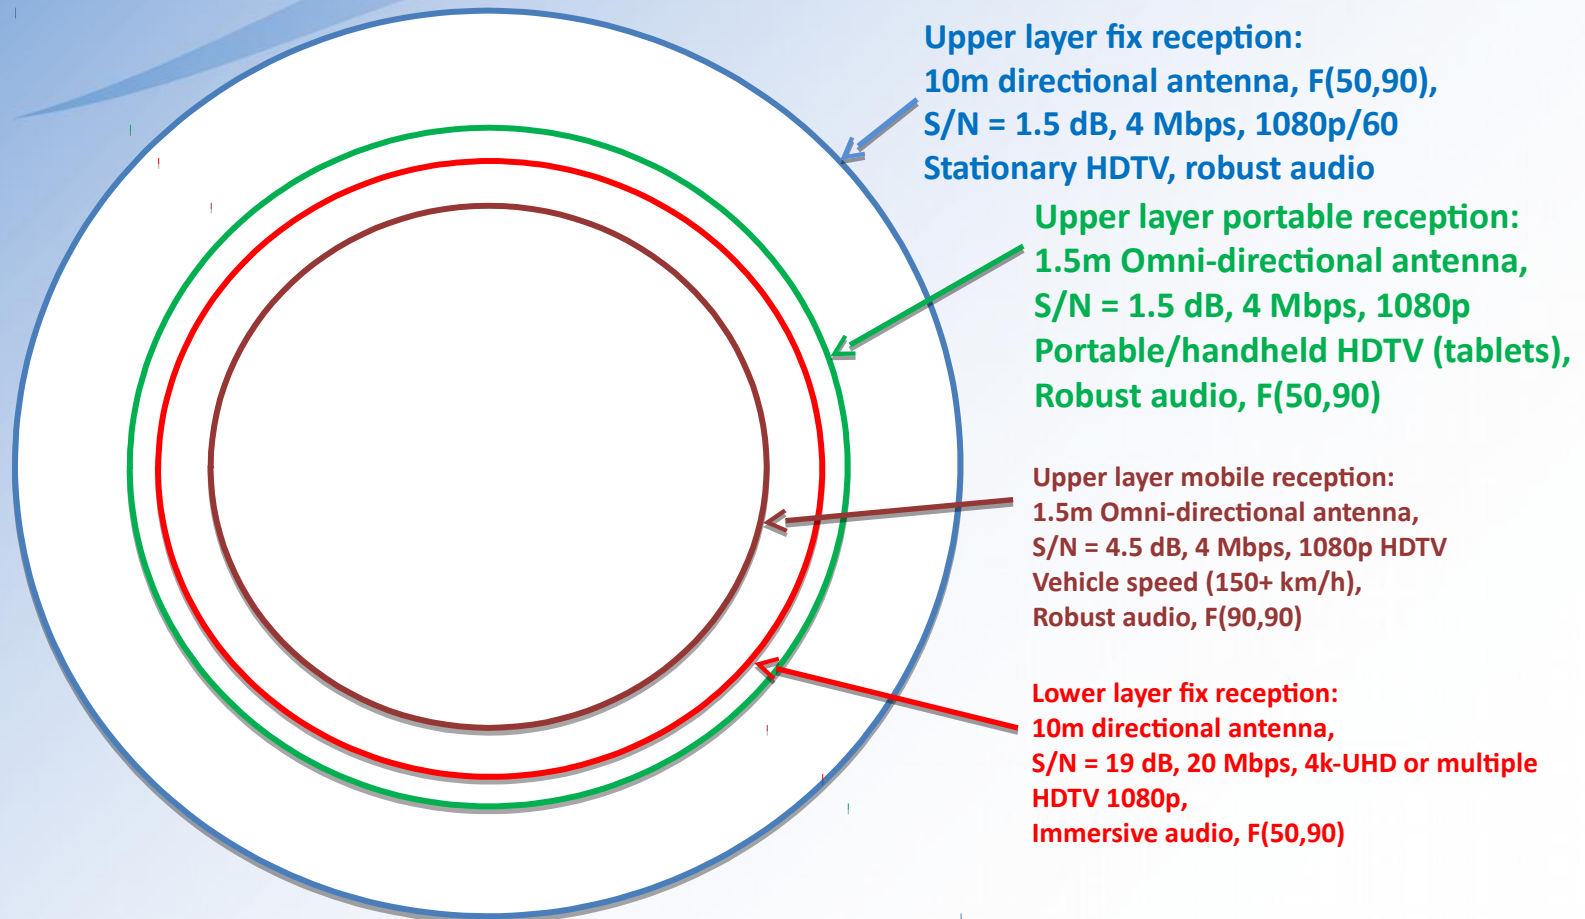 Upper layer fix reception:
10m directional antenna, F(50,90),
S/N = 1.5 dB, 4 Mbps, 1080p/60
Stationary HDTV, robust audio
Upper layer portable reception:
1.5m Omni-directional antenna,
S/N = 1.5 dB, 4 Mbps, 1080p
Portable/handheld HDTV (tablets),
Robust audio, F(50,90)
Upper layer mobile reception:
1.5m Omni-directional antenna,
S/N = 4.5 dB, 4 Mbps, 1080p HDTV
Vehicle speed (150+ km/h),
Robust audio, F(90,90)
Lower layer fix reception:
10m directional antenna,
S/N = 19 dB, 20 Mbps, 4k-UHD or multiple
HDTV 1080p,
Immersive audio, F(50,90)